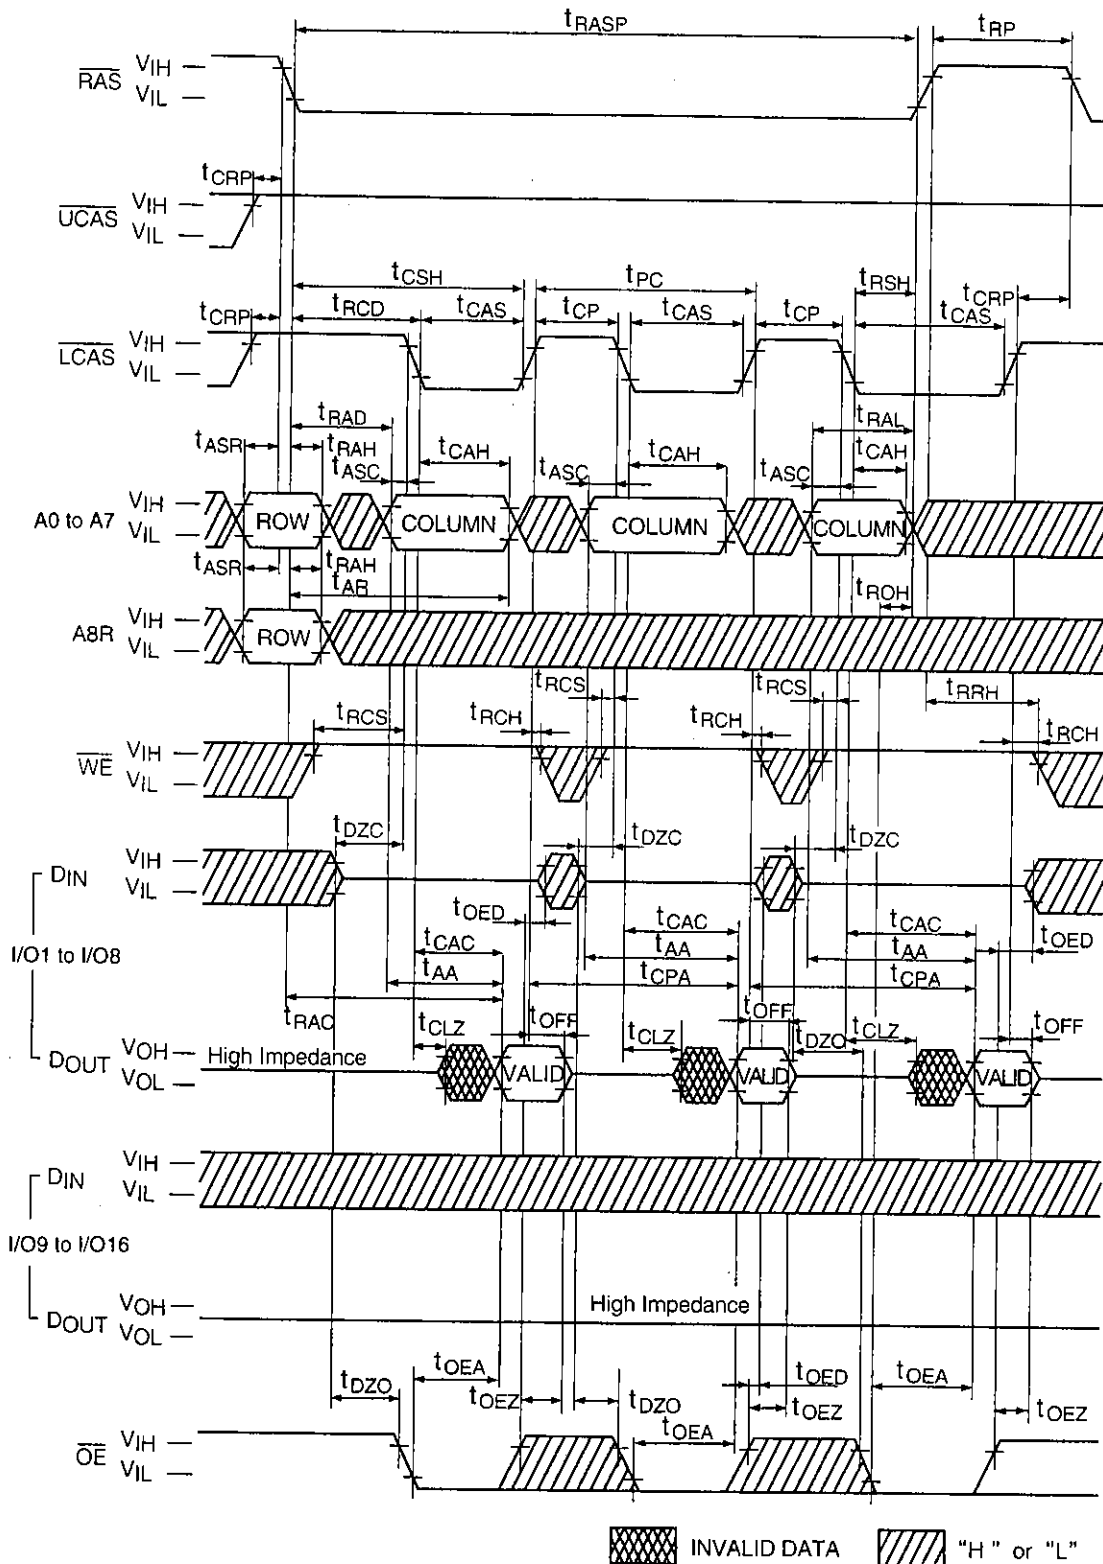 tRASP
tRP
RAS VIH
VIL
tCRP
UCAS VIH
VIL
tCSH tPC tRSH
tCRP tRCD tCAS tCP tCAS tCP tCAS tCRP
LCAS VIH
VIL
tRAD tRAL
tASR tRAH tCAH tCAH tCAH
tASC tASC tASC
A0 to A7 VIH
VIL
ROW COLUMN COLUMN COLUMN
tASR tRAH
tAR tROH
A8R VIH
VIL
ROW
tRCS tRCS tRRH
tRCS tRCH tRCH tRCH
WE VIH
VIL
tDZC tDZC tDZC
DIN VIH
VIL
tOED tCAC tCAC tOED
I/O1 to I/O8
tCAC tAA tAA
tAA tCPA tCPA
tRAC tCLZ tOFF tCLZ tOFF tDZO tCLZ tOFF
DOUT VOH High Impedance
VOL
VALID VALID VALID
DIN VIH
VIL
I/O9 to I/O16
DOUT VOH High Impedance
VOL
tDZO tOEA tOEZ tDZO tOEA tOED tOEZ tOEA tOEZ
OE VIH
VIL
INVALID DATA "H" or "L"